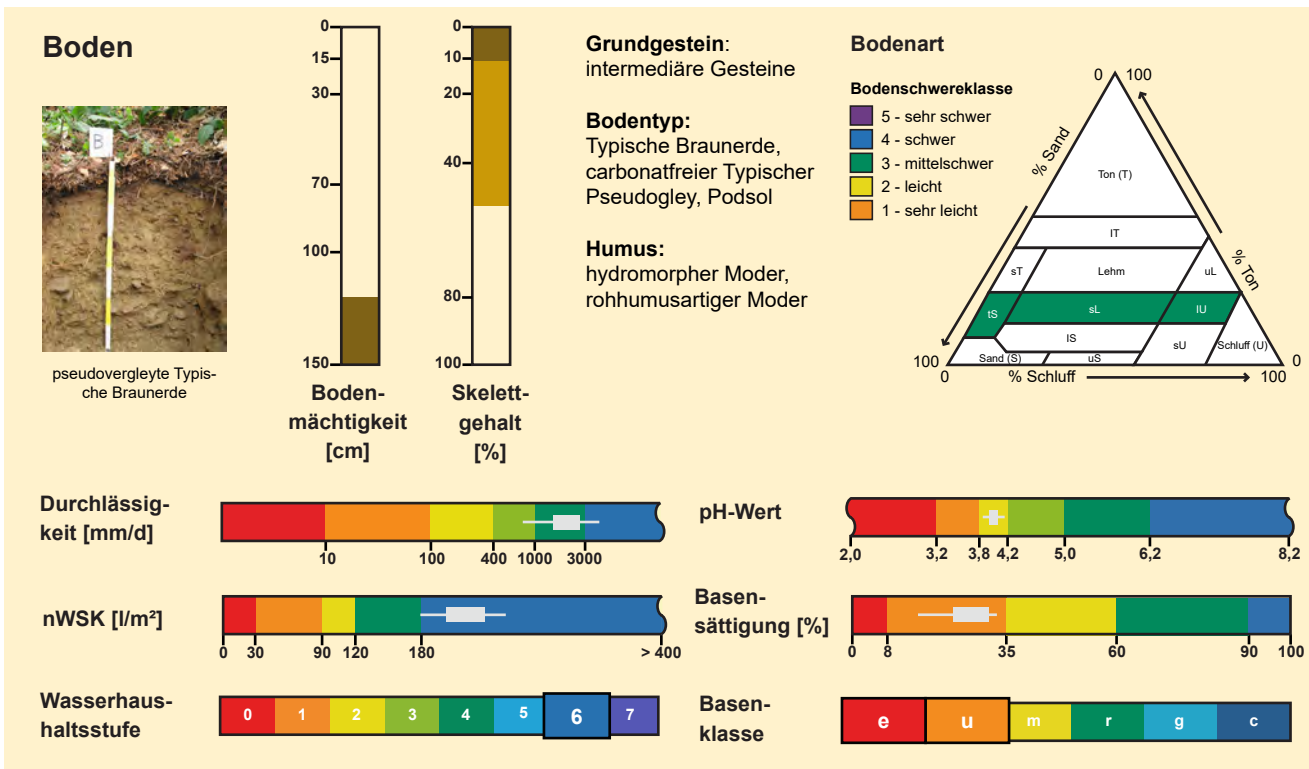 Boden
B
pseudovergleyte Typis-
che Braunerde
0
15
30
70
100
150
Boden-
mächtigkeit
[cm]
0
10
20
40
80
100
Skelett-
gehalt
[%]
Grundgestein:
intermediäre Gesteine
Bodentyp:
Typische Braunerde,
carbonatfreier Typischer
Pseudogley, Podsol
Humus:
hydromorpher Moder,
rohhumusartiger Moder
Bodenart
Bodenschwereklasse
5 - sehr schwer
4 - schwer
3 - mittelschwer
2 - leicht
1 - sehr leicht
0 100
% Sand
% Ton
Ton (T)
lT
sT Lehm uL
tS sL lU
lS
Sand (S) uS sU Schluff (U)
100 0
0 % Schluff 100
Durchlässig-
keit [mm/d]
10 100 400 1000 3000
pH-Wert
2,0 3,2 3,8 4,2 5,0 6,2 8,2
nWSK [l/m²]
0 30 90 120 180 > 400
Basen-
sättigung [%]
0 8 35 60 90 100
Wasserhaus-
haltsstufe
0 1 2 3 4 5 6 7
Basen-
klasse
e u m r g c